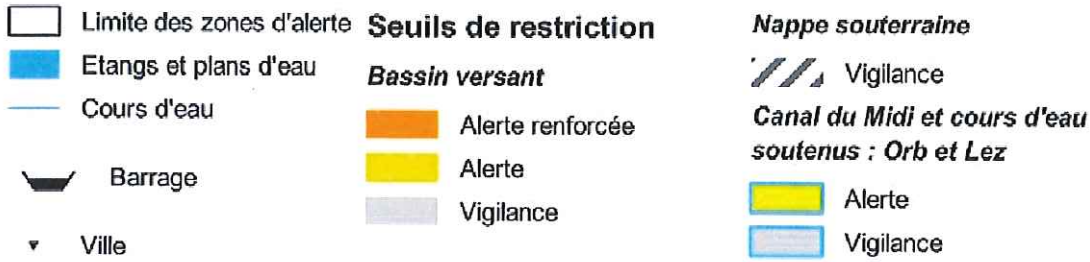 Limite des zones d'alerte
Etangs et plans d'eau
Cours d'eau
Barrage
Ville
Seuils de restriction
Bassin versant
Alerte renforcée
Alerte
Vigilance
Nappe souterraine
Vigilance
Canal du Midi et cours d'eau
soutenus : Orb et Lez
Alerte
Vigilance